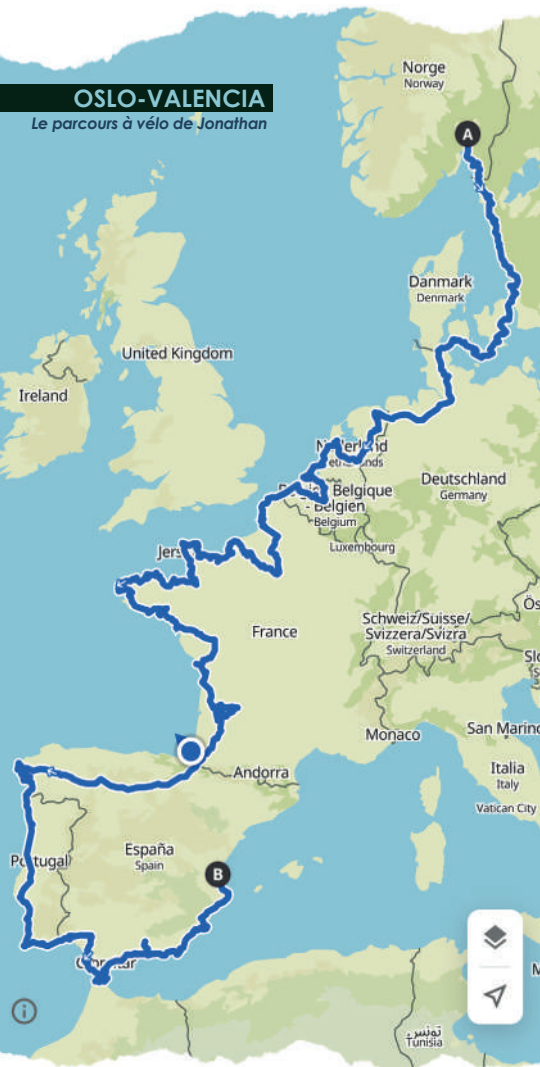 OSLO-VALENCIA
Le parcours à vélo de Jonathan
Norge
Norway
A
Danmark
Denmark
United Kingdom
Ireland
Deutschland
Germany
Belgique
- Belgien
Belgium
Luxembourg
France
Schweiz/Suisse/
Svizzera/Svizra
Switzerland
Monaco
San Marino
Italia
Italy
Vatican City
Andorra
España
Spain
B
Portugal
تونس
Tunisia